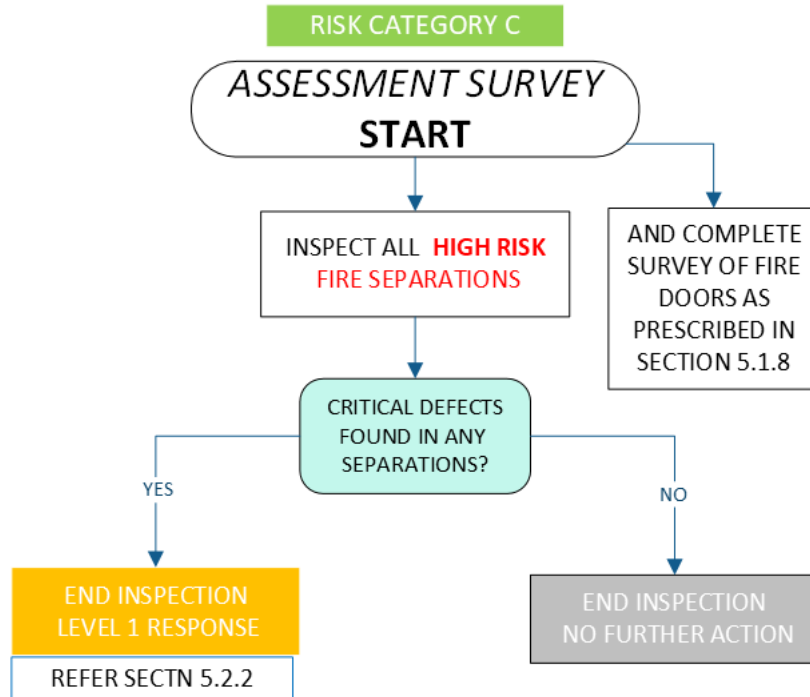 RISK CATEGORY C
ASSESSMENT SURVEY
START
INSPECT ALL HIGH RISK
FIRE SEPARATIONS
AND COMPLETE
SURVEY OF FIRE
DOORS AS
PRESCRIBED IN
SECTION 5.1.8
CRITICAL DEFECTS
FOUND IN ANY
SEPARATIONS?
YES
NO
END INSPECTION
LEVEL 1 RESPONSE
REFER SECTN 5.2.2
END INSPECTION
NO FURTHER ACTION